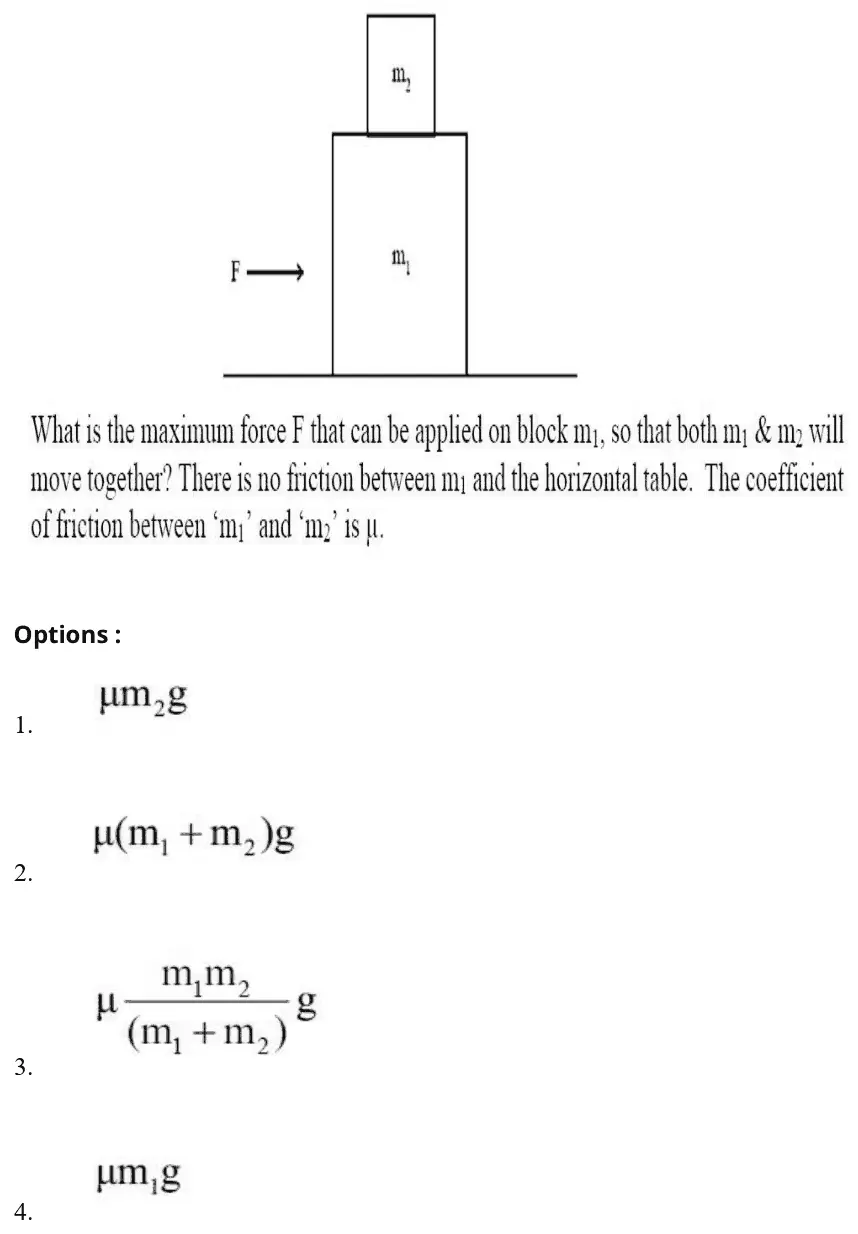 m₂
F
m₁
What is the maximum force F that can be applied on block m₁, so that both m₁ & m₂ will
move together? There is no friction between m₁ and the horizontal table. The coefficient
of friction between ‘m₁’ and ‘m₂’ is μ.
Options :
1. μm₂g
2. μ(m₁ + m₂)g
3. μ m₁m₂/(m₁ + m₂) g
4. μm₁g